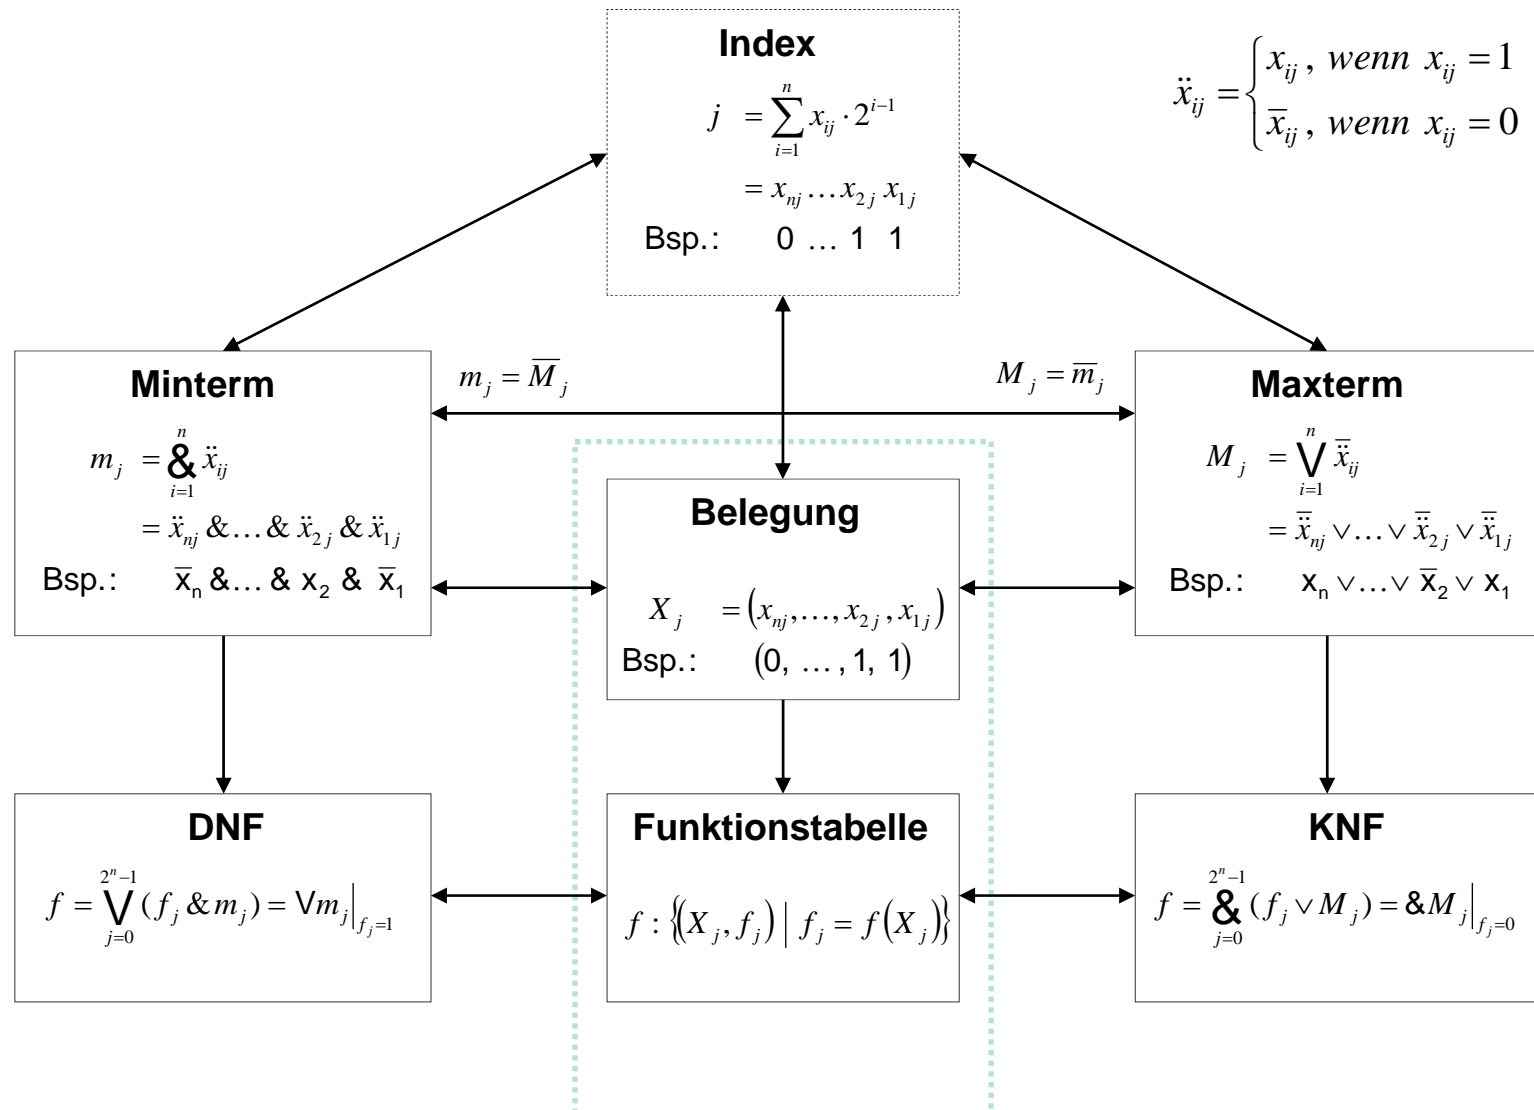 Index
j = ∑_{i=1}^{n} x_{ij} · 2^{i−1}
= x_{nj} … x_{2j} x_{1j}
Bsp.: 0 … 1 1
ẍ_{ij} = { x_{ij} , wenn x_{ij} = 1
x̅_{ij} , wenn x_{ij} = 0
Minterm
m_j = &_{i=1}^{n} ẍ_{ij}
= ẍ_{nj} & … & ẍ_{2j} & ẍ_{1j}
Bsp.: x̅_n & … & x_2 & x̅_1
m_j = M̅_j
M_j = m̅_j
Maxterm
M_j = ⋁_{i=1}^{n} ẍ̅_{ij}
= ẍ̅_{nj} ∨ … ∨ ẍ̅_{2j} ∨ ẍ̅_{1j}
Bsp.: x_n ∨ … ∨ x̅_2 ∨ x_1
Belegung
X_j = (x_{nj}, …, x_{2j}, x_{1j})
Bsp.: (0, … , 1, 1)
DNF
f = ⋁_{j=0}^{2^n−1} (f_j & m_j) = ⋁ m_j |_{f_j=1}
Funktionstabelle
f : {(X_j, f_j) | f_j = f(X_j)}
KNF
f = &_{j=0}^{2^n−1} (f_j ∨ M_j) = & M_j |_{f_j=0}